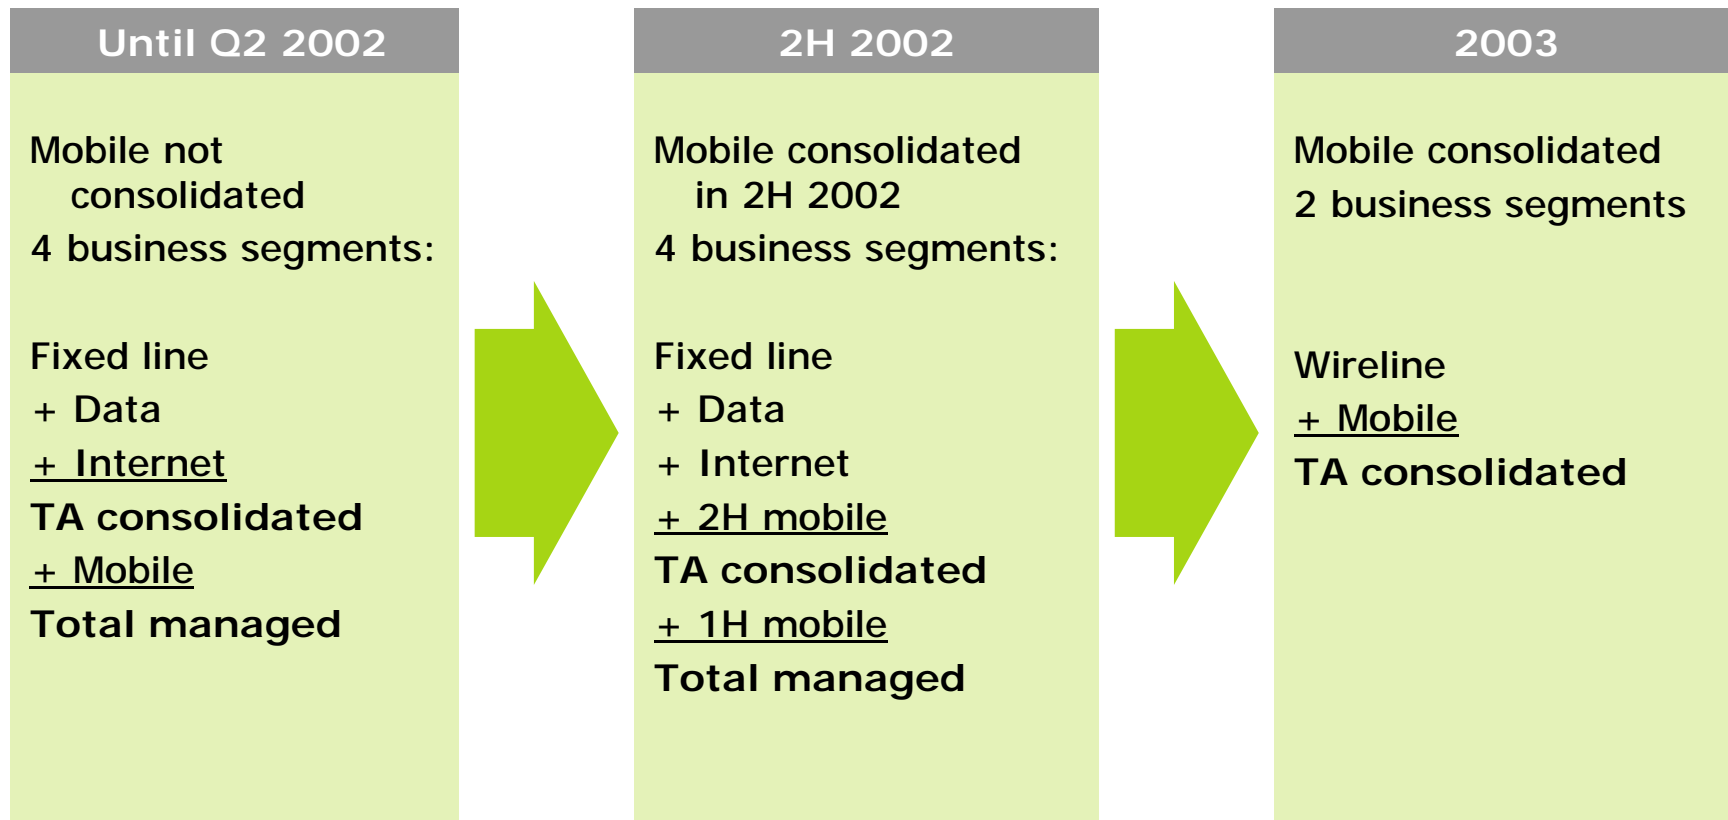 Until Q2 2002
Mobile not
consolidated
4 business segments:
Fixed line
+ Data
+ Internet
TA consolidated
+ Mobile
Total managed
2H 2002
Mobile consolidated
in 2H 2002
4 business segments:
Fixed line
+ Data
+ Internet
+ 2H mobile
TA consolidated
+ 1H mobile
Total managed
2003
Mobile consolidated
2 business segments
Wireline
+ Mobile
TA consolidated